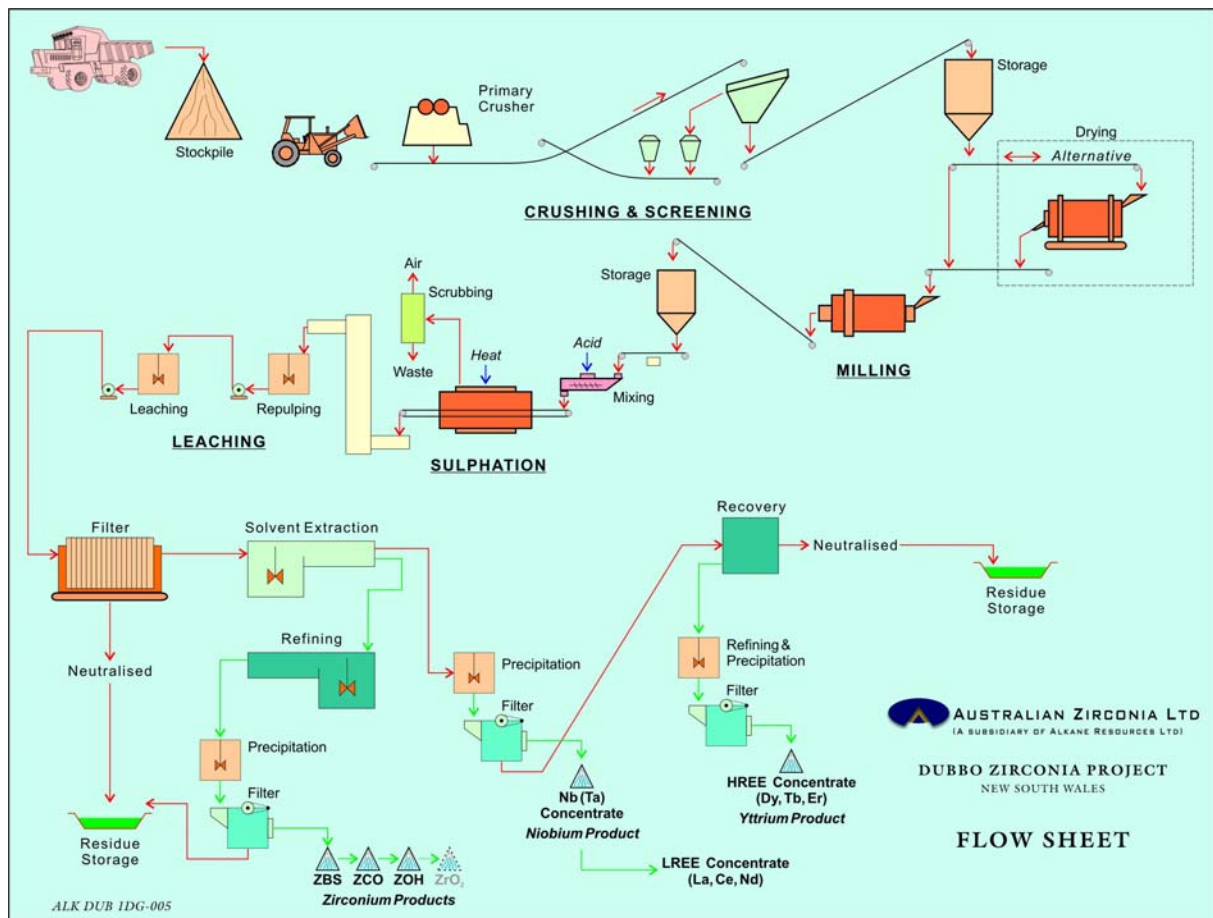 Stockpile
Primary
Crusher
CRUSHING & SCREENING
Storage
Drying
Alternative
MILLING
Storage
Air
Scrubbing
Waste
Heat
Acid
Mixing
SULPHATION
Repulping
Leaching
LEACHING
Filter
Neutralised
Solvent Extraction
Refining
Precipitation
Filter
Residue
Storage
ZBS
ZCO
ZOH
ZrO₂
Zirconium Products
Precipitation
Filter
Nb (Ta)
Concentrate
Niobium Product
LREE Concentrate
(La, Ce, Nd)
Recovery
Neutralised
Residue
Storage
Refining &
Precipitation
Filter
HREE Concentrate
(Dy, Tb, Er)
Yttrium Product
AUSTRALIAN ZIRCONIA LTD
(A SUBSIDIARY OF ALKANE RESOURCES LTD)
DUBBO ZIRCONIA PROJECT
NEW SOUTH WALES
FLOW SHEET
ALK DUB 1DG-005